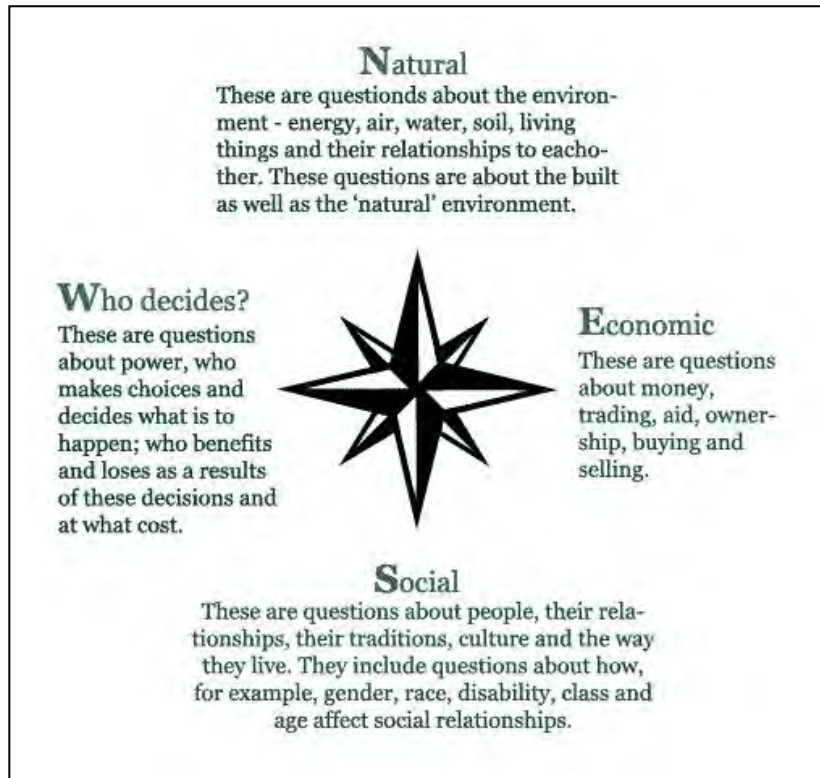 Natural
These are questionds about the environ-
ment - energy, air, water, soil, living
things and their relationships to eacho-
ther. These questions are about the built
as well as the ‘natural’ environment.
Who decides?
These are questions
about power, who
makes choices and
decides what is to
happen; who benefits
and loses as a results
of these decisions and
at what cost.
Economic
These are questions
about money,
trading, aid, owner-
ship, buying and
selling.
Social
These are questions about people, their rela-
tionships, their traditions, culture and the way
they live. They include questions about how,
for example, gender, race, disability, class and
age affect social relationships.